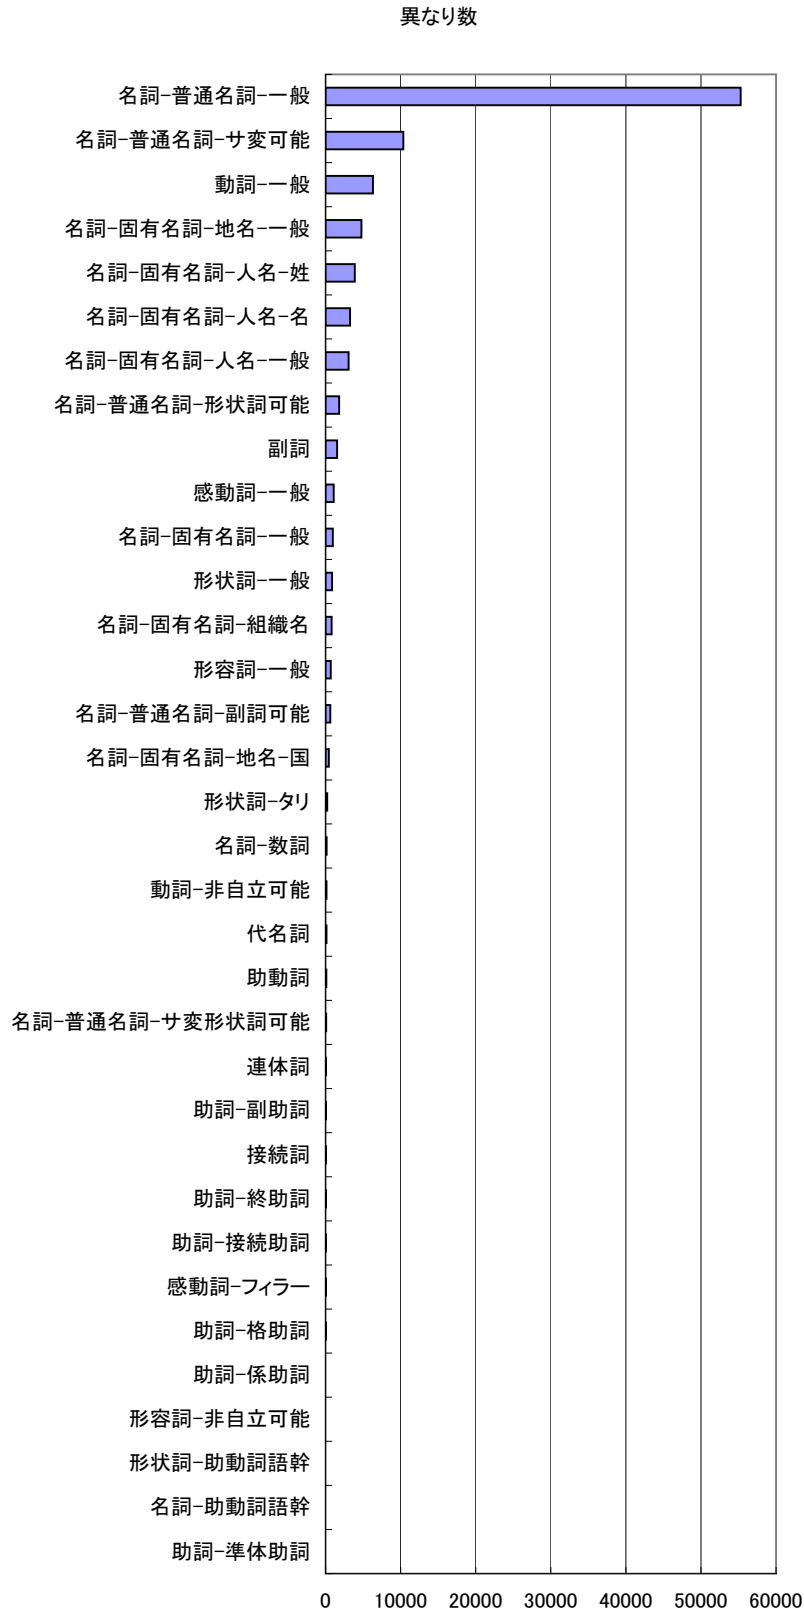 異なり数
名詞-普通名詞-一般
名詞-普通名詞-サ変可能
動詞-一般
名詞-固有名詞-地名-一般
名詞-固有名詞-人名-姓
名詞-固有名詞-人名-名
名詞-固有名詞-人名-一般
名詞-普通名詞-形状詞可能
副詞
感動詞-一般
名詞-固有名詞-一般
形状詞-一般
名詞-固有名詞-組織名
形容詞-一般
名詞-普通名詞-副詞可能
名詞-固有名詞-地名-国
形状詞-タリ
名詞-数詞
動詞-非自立可能
代名詞
助動詞
名詞-普通名詞-サ変形状詞可能
連体詞
助詞-副助詞
接続詞
助詞-終助詞
助詞-接続助詞
感動詞-フィラー
助詞-格助詞
助詞-係助詞
形容詞-非自立可能
形状詞-助動詞語幹
名詞-助動詞語幹
助詞-準体助詞
0 10000 20000 30000 40000 50000 60000